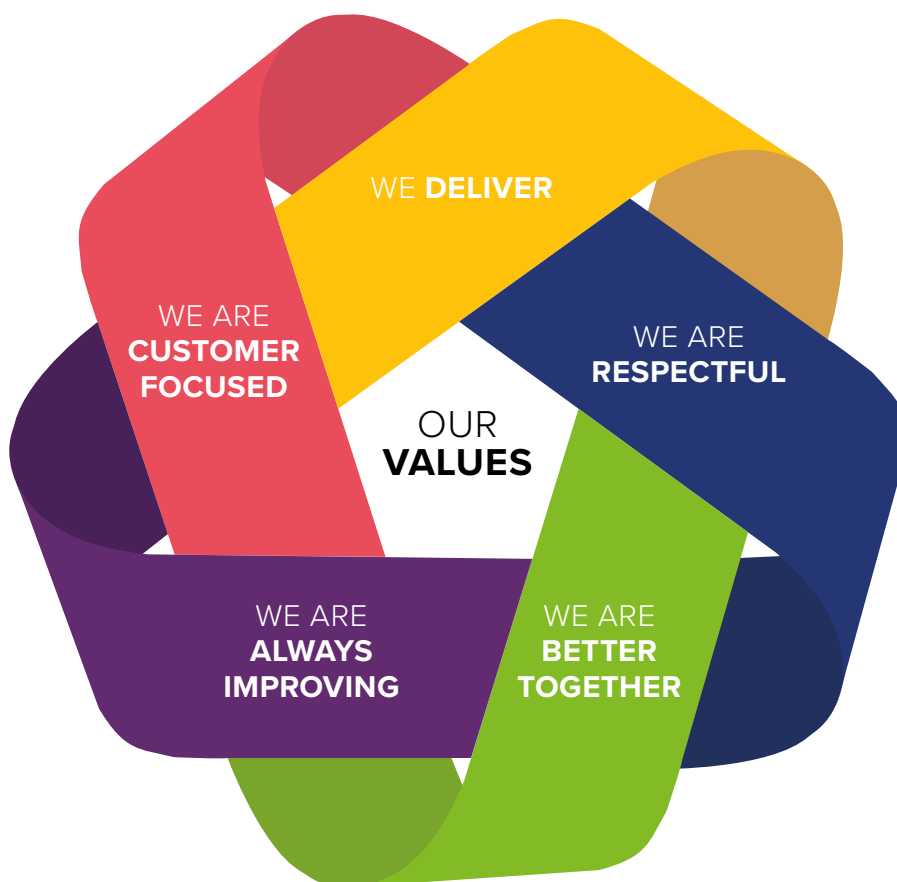 WE DELIVER
WE ARE
CUSTOMER
FOCUSED
WE ARE
RESPECTFUL
OUR
VALUES
WE ARE
ALWAYS
IMPROVING
WE ARE
BETTER
TOGETHER